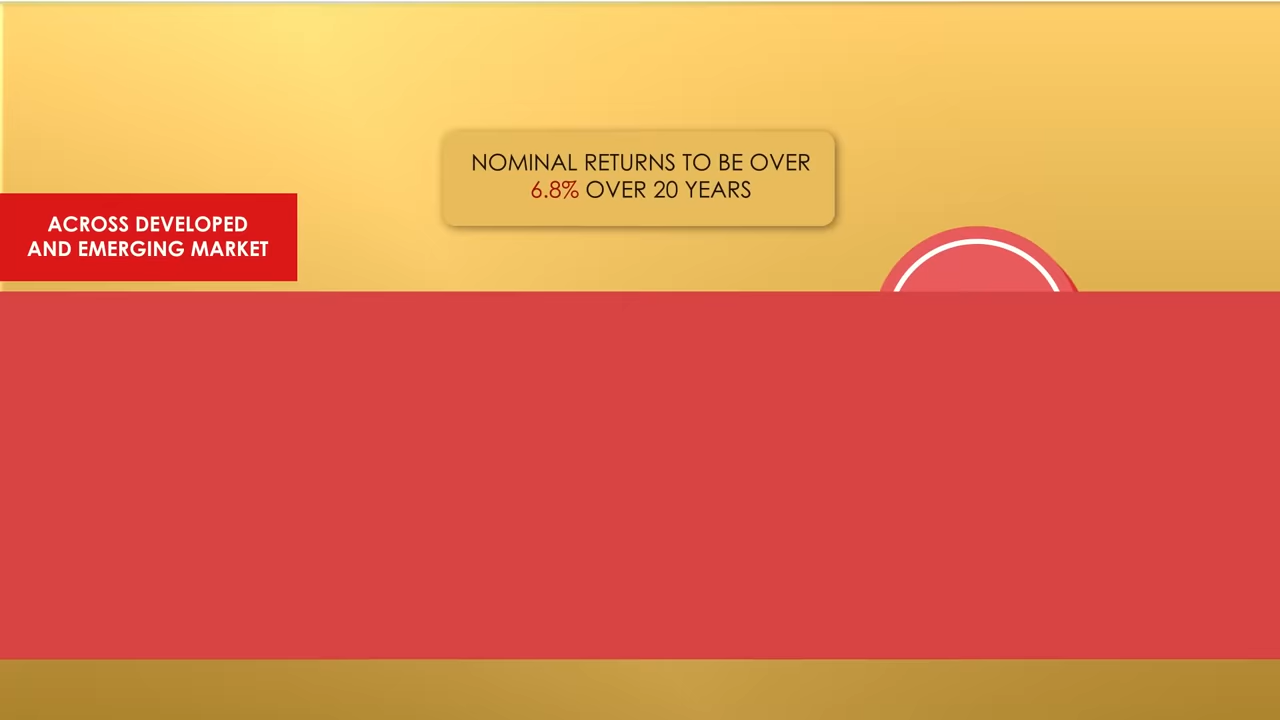 NOMINAL RETURNS TO BE OVER
6.8% OVER 20 YEARS
ACROSS DEVELOPED
AND EMERGING MARKET